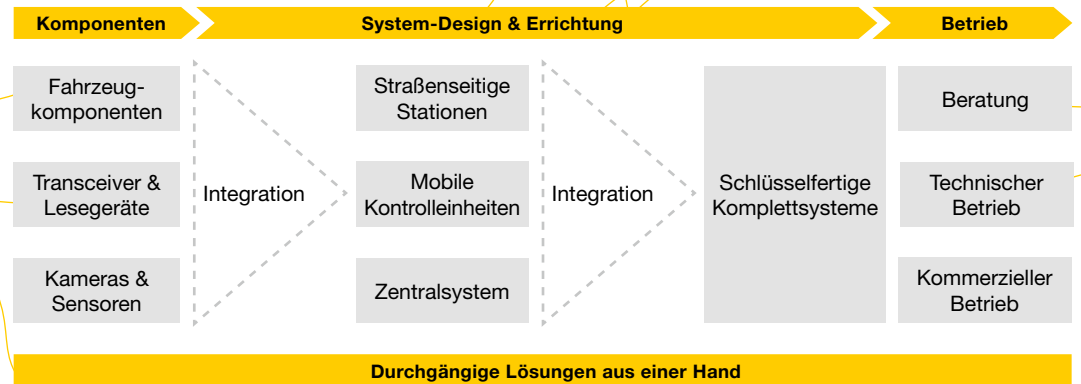 Komponenten
System-Design & Errichtung
Betrieb
Fahrzeug-
komponenten
Transceiver &
Lesegeräte
Kameras &
Sensoren
Integration
Straßenseitige
Stationen
Mobile
Kontrolleinheiten
Zentralsystem
Integration
Schlüsselfertige
Komplettsysteme
Beratung
Technischer
Betrieb
Kommerzieller
Betrieb
Durchgängige Lösungen aus einer Hand